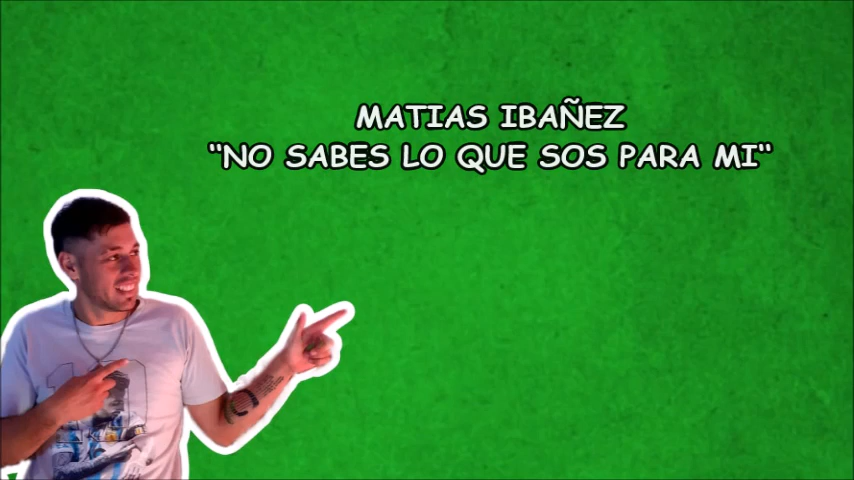 MATIAS IBAÑEZ
"NO SABES LO QUE SOS PARA MI"